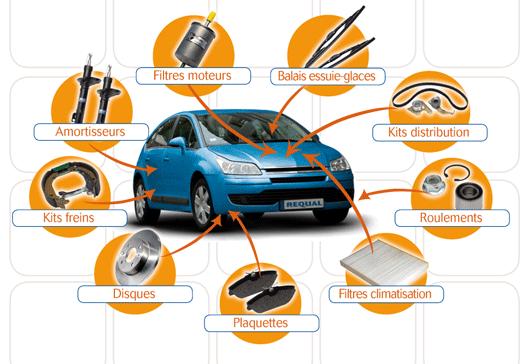 Filtres moteurs
Balais essuie-glaces
Amortisseurs
Kits distribution
Kits freins
REQUAL
Roulements
Disques
Plaquettes
Filtres climatisation